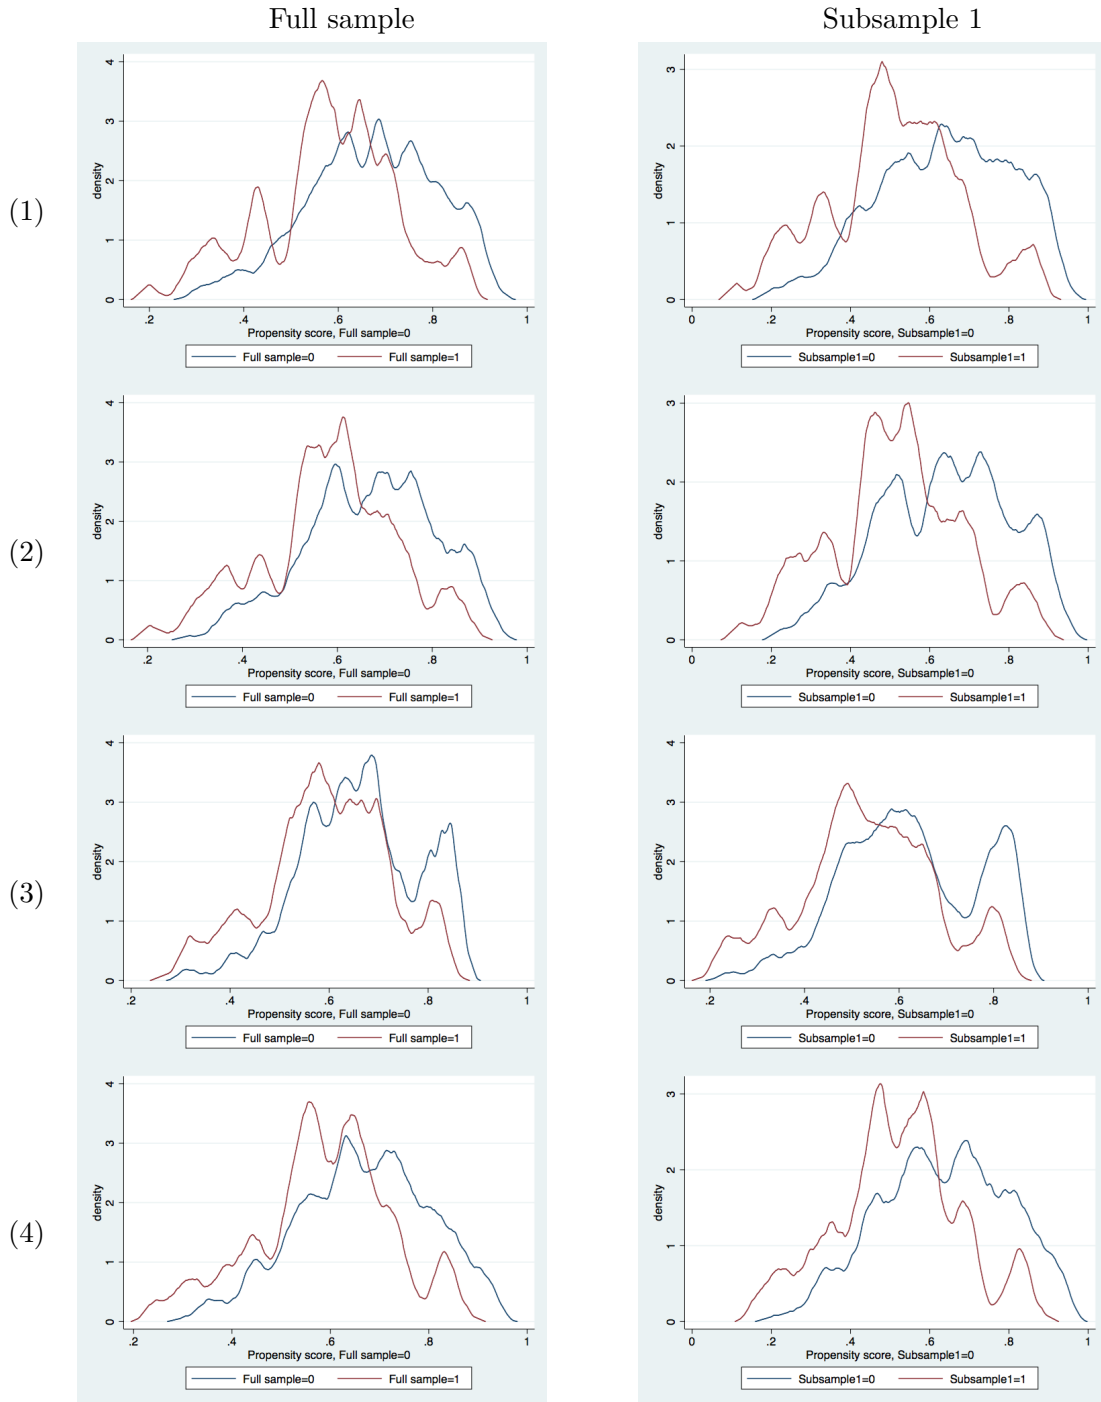 Full sample
Subsample 1
(1)
density
0
1
2
3
4
.2
.4
.6
.8
1
Propensity score, Full sample=0
Full sample=0
Full sample=1
density
0
1
2
3
0
.2
.4
.6
.8
1
Propensity score, Subsample1=0
Subsample1=0
Subsample1=1
(2)
density
0
1
2
3
4
.2
.4
.6
.8
1
Propensity score, Full sample=0
Full sample=0
Full sample=1
density
0
1
2
3
0
.2
.4
.6
.8
1
Propensity score, Subsample1=0
Subsample1=0
Subsample1=1
(3)
density
0
1
2
3
4
.2
.4
.6
.8
1
Propensity score, Full sample=0
Full sample=0
Full sample=1
density
0
1
2
3
4
.2
.4
.6
.8
1
Propensity score, Subsample1=0
Subsample1=0
Subsample1=1
(4)
density
0
1
2
3
4
.2
.4
.6
.8
1
Propensity score, Full sample=0
Full sample=0
Full sample=1
density
0
1
2
3
0
.2
.4
.6
.8
1
Propensity score, Subsample1=0
Subsample1=0
Subsample1=1